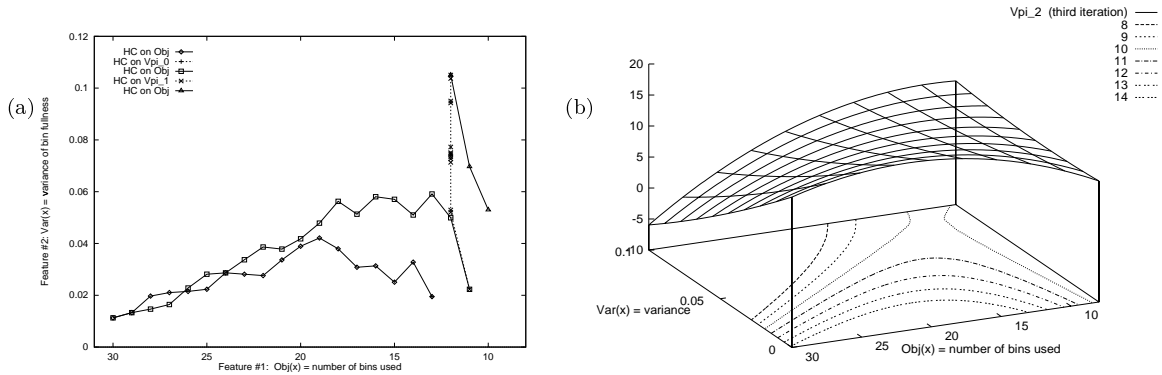 (a)
0.12
0.1
0.08
0.06
0.04
0.02
0
Feature #2: Var(x) = variance of bin fullness
HC on Obj
HC on Vpi_0
HC on Obj
HC on Vpi_1
HC on Obj
30
25
20
15
10
Feature #1: Obj(x) = number of bins used
(b)
Vpi_2 (third iteration)
8
9
10
11
12
13
14
20
15
10
5
0
-5
-10
0.1
0.05
0
Var(x) = variance
30
25
20
15
10
Obj(x) = number of bins used